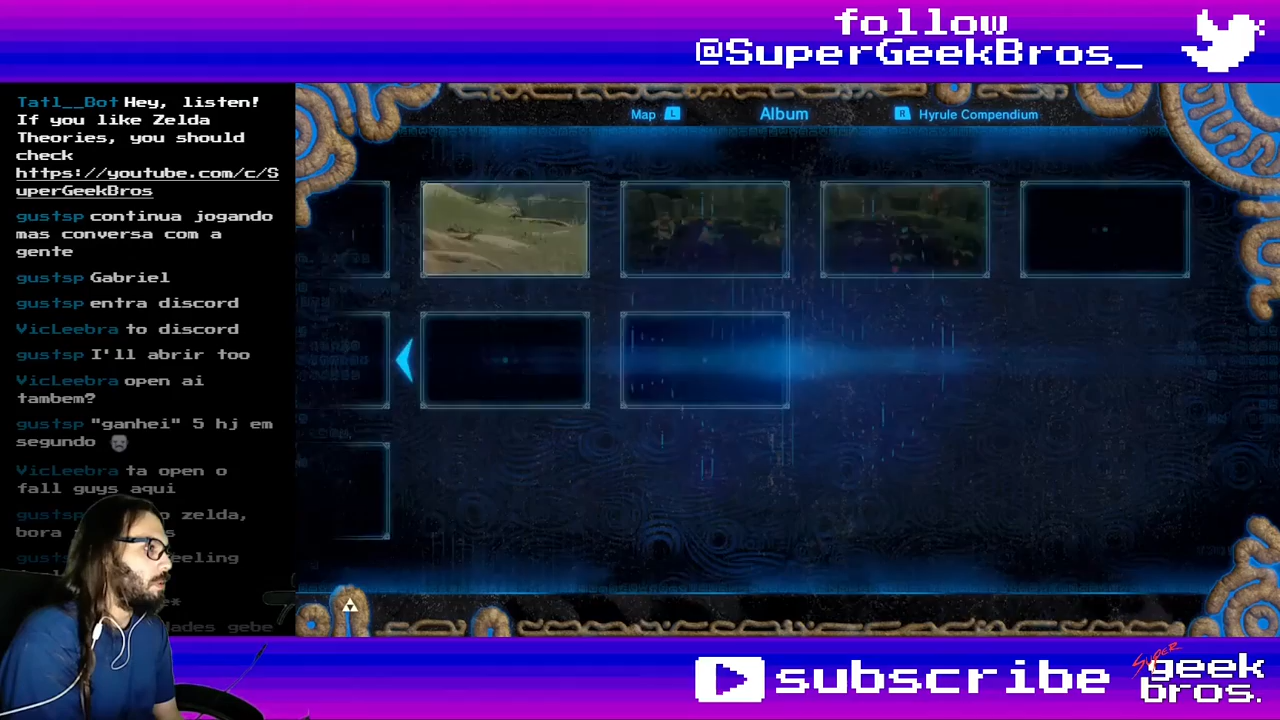 follow
@SuperGeekBros_
Map L
Album
R Hyrule Compendium
Tatl__Bot Hey, listen!
If you like Zelda
Theories, you should
check
https://youtube.com/c/S
uperGeekBros
gustsp continua jogando
mas conversa com a
gente
gustsp Gabriel
gustsp entra discord
VicLeebra to discord
gustsp I'll abrir too
VicLeebra open ai
tambem?
gustsp "ganhei" 5 hj em
segundo
VicLeebra ta open o
fall guys aqui
zelda,
eeling
gebe
subscribe
SUPER
geek
bros.